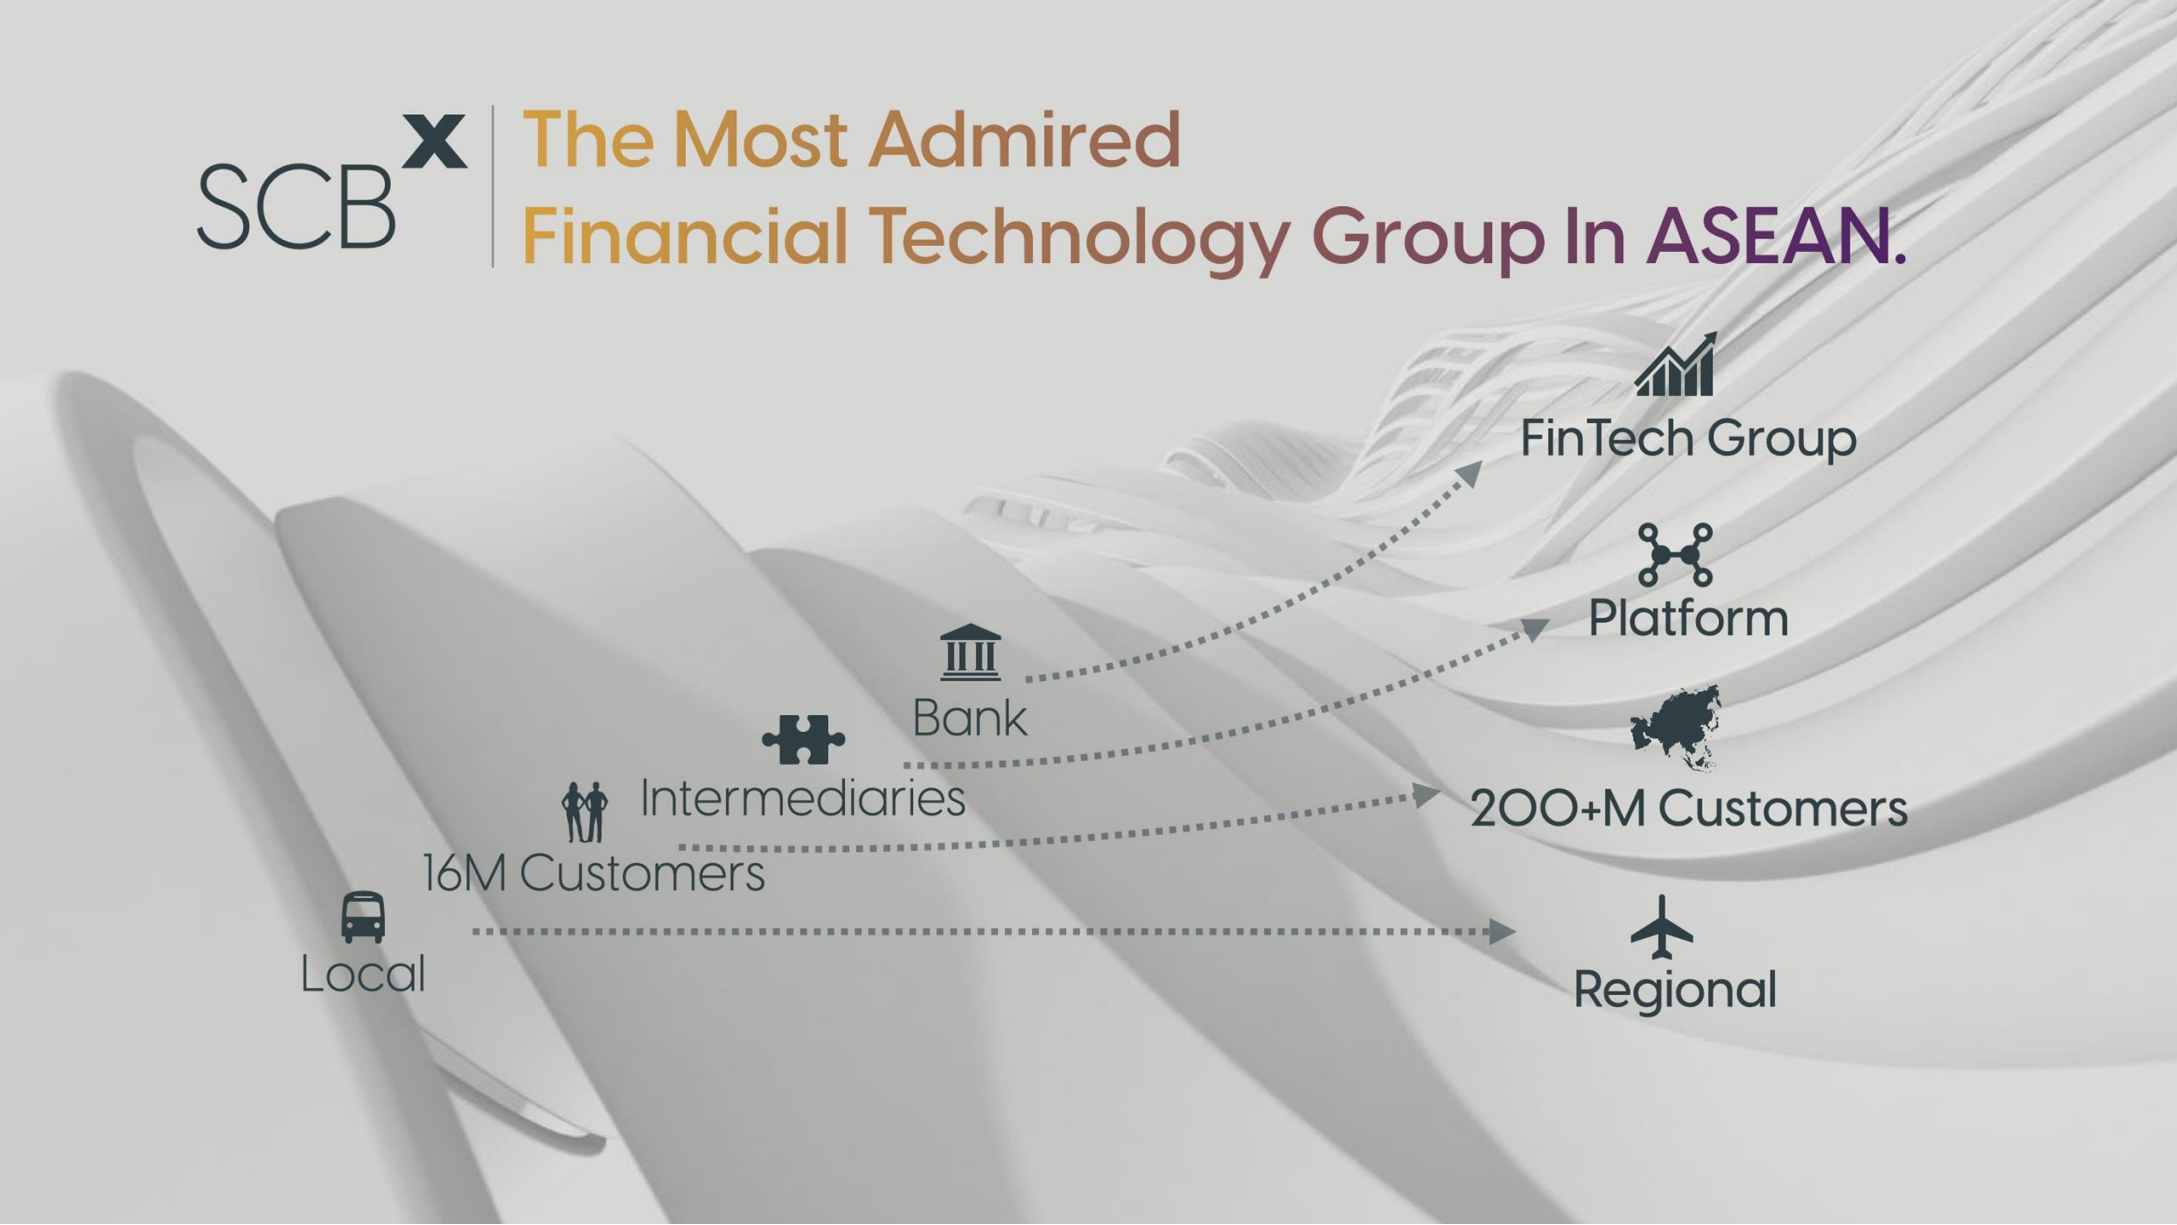 SCBX
The Most Admired
Financial Technology Group In ASEAN.
FinTech Group
Platform
Bank
Intermediaries
200+M Customers
16M Customers
Local
Regional